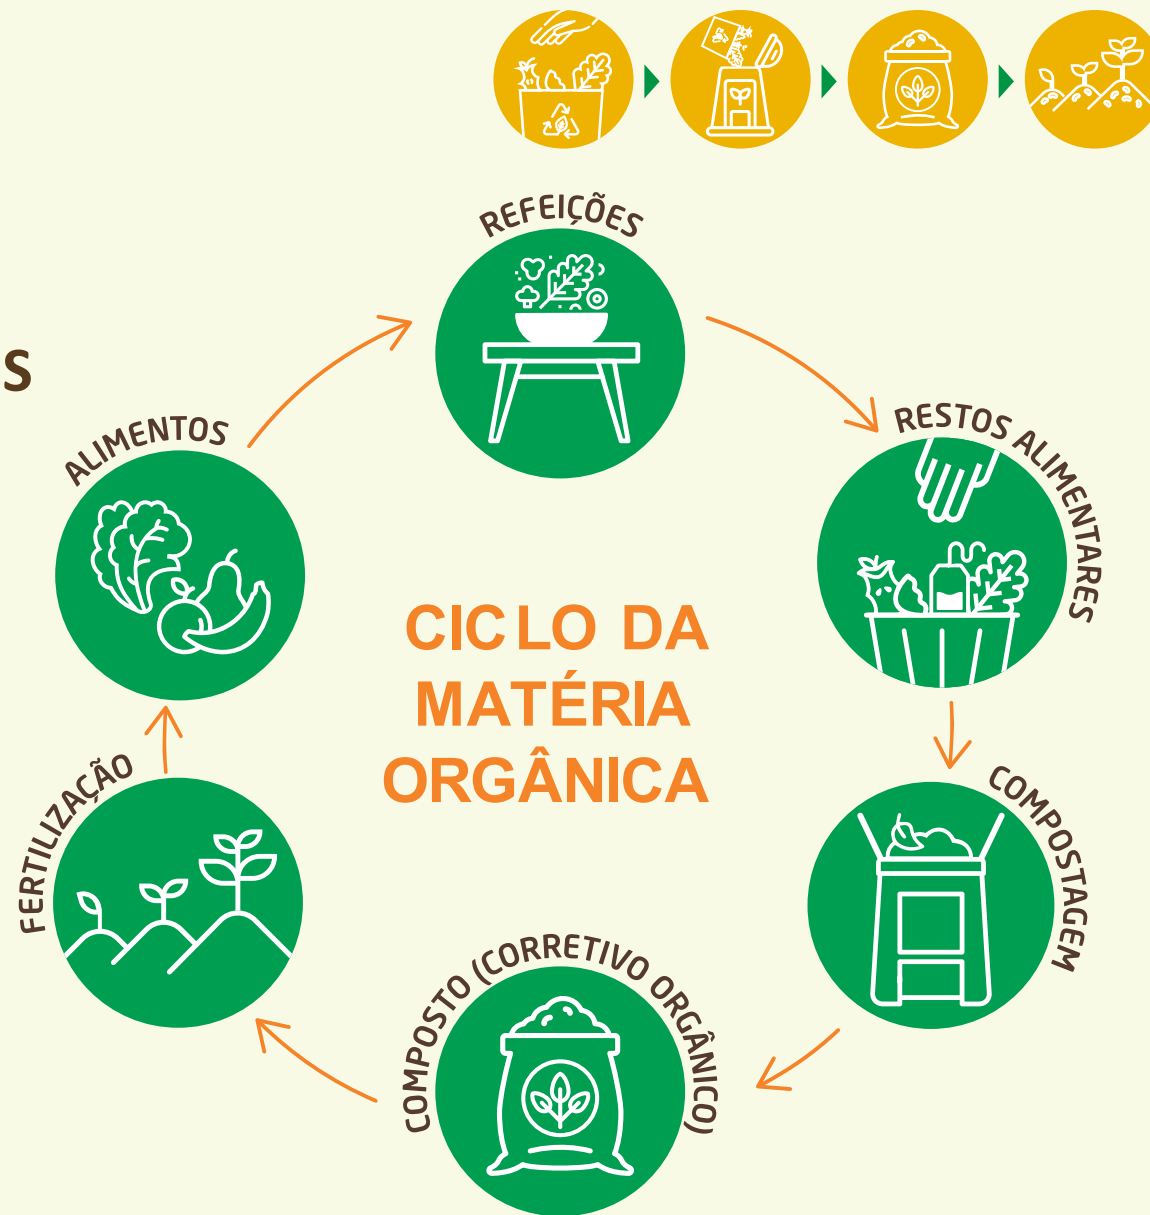 REFEIÇÕES
S
ALIMENTOS
RESTOS ALIMENTARES
CICLO DA
MATÉRIA
ORGÂNICA
FERTILIZAÇÃO
COMPOSTAGEM
COMPOSTO (CORRETIVO ORGÂNICO)